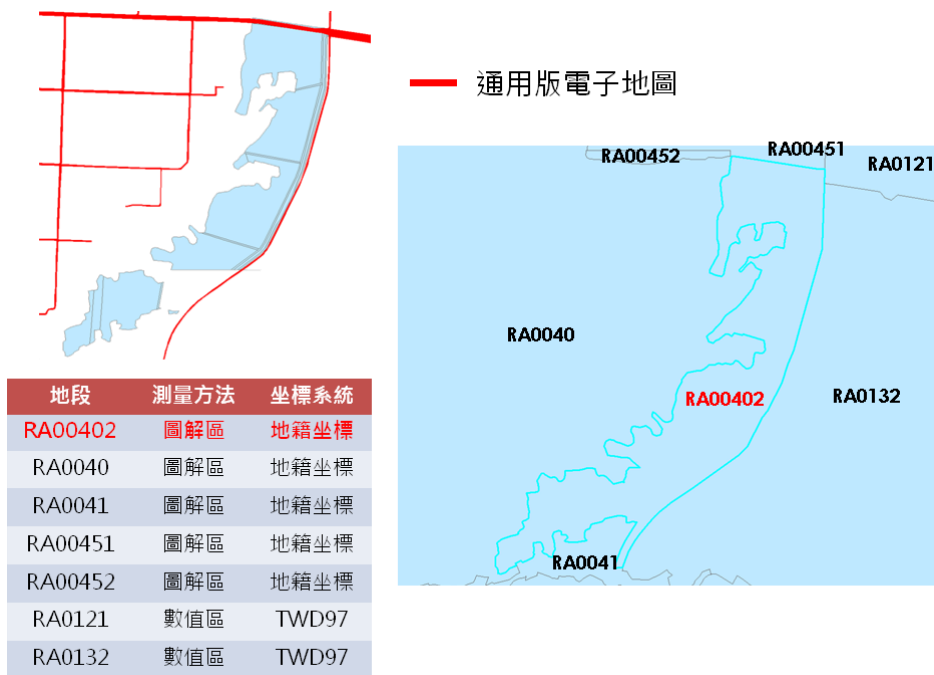 通用版電子地圖
RA00452
RA00451
RA0121
RA0040
RA00402
RA0132
RA0041
地段 測量方法 坐標系統
RA00402 圖解區 地籍坐標
RA0040 圖解區 地籍坐標
RA0041 圖解區 地籍坐標
RA00451 圖解區 地籍坐標
RA00452 圖解區 地籍坐標
RA0121 數值區 TWD97
RA0132 數值區 TWD97